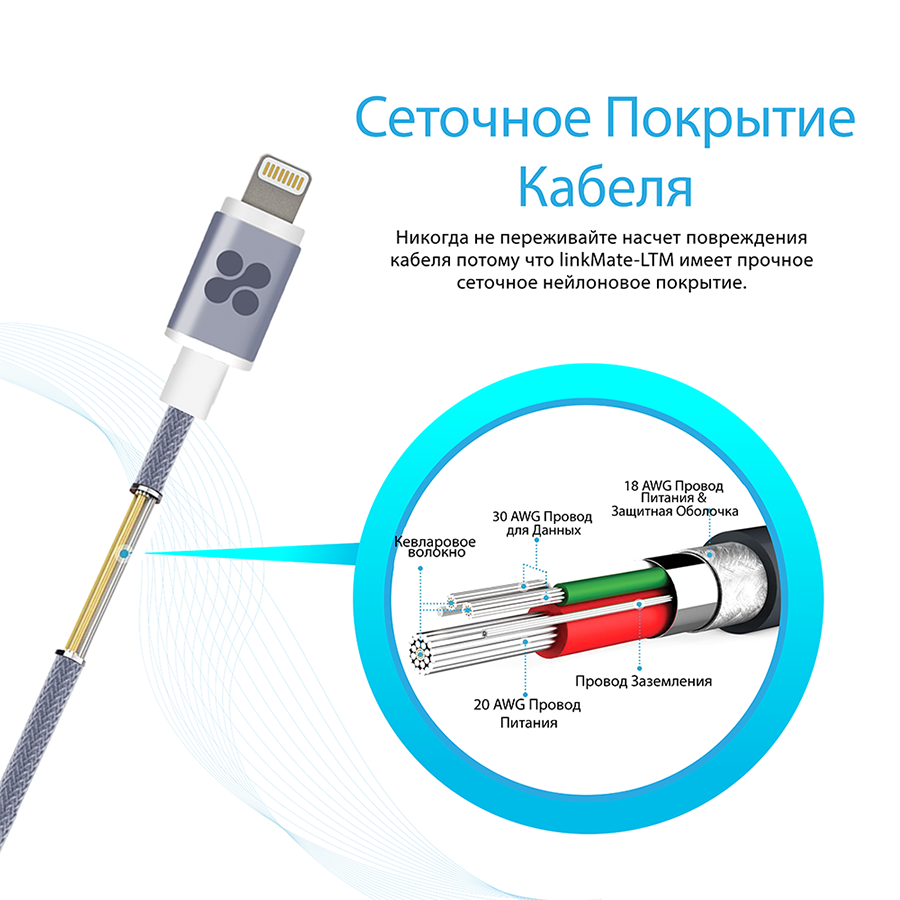 Сеточное Покрытие
Кабеля
Никогда не переживайте насчет повреждения
кабеля потому что linkMate-LTM имеет прочное
сеточное нейлоновое покрытие.
18 AWG Провод
Питания &
Защитная Оболочка
30 AWG Провод
для Данных
Кевларовое
волокно
Провод Заземления
20 AWG Провод
Питания